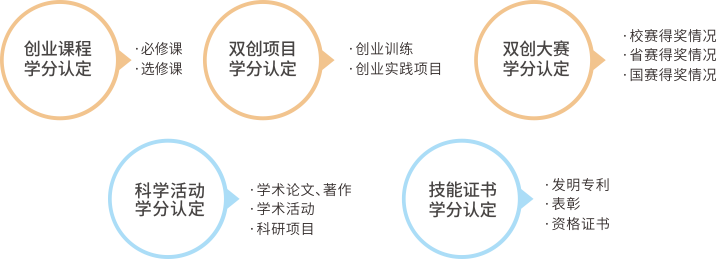 创业课程
学分认定
·必修课
·选修课
双创项目
学分认定
·创业训练
·创业实践项目
双创大赛
学分认定
·校赛得奖情况
·省赛得奖情况
·国赛得奖情况
科学活动
学分认定
·学术论文、著作
·学术活动
·科研项目
技能证书
学分认定
·发明专利
·表彰
·资格证书